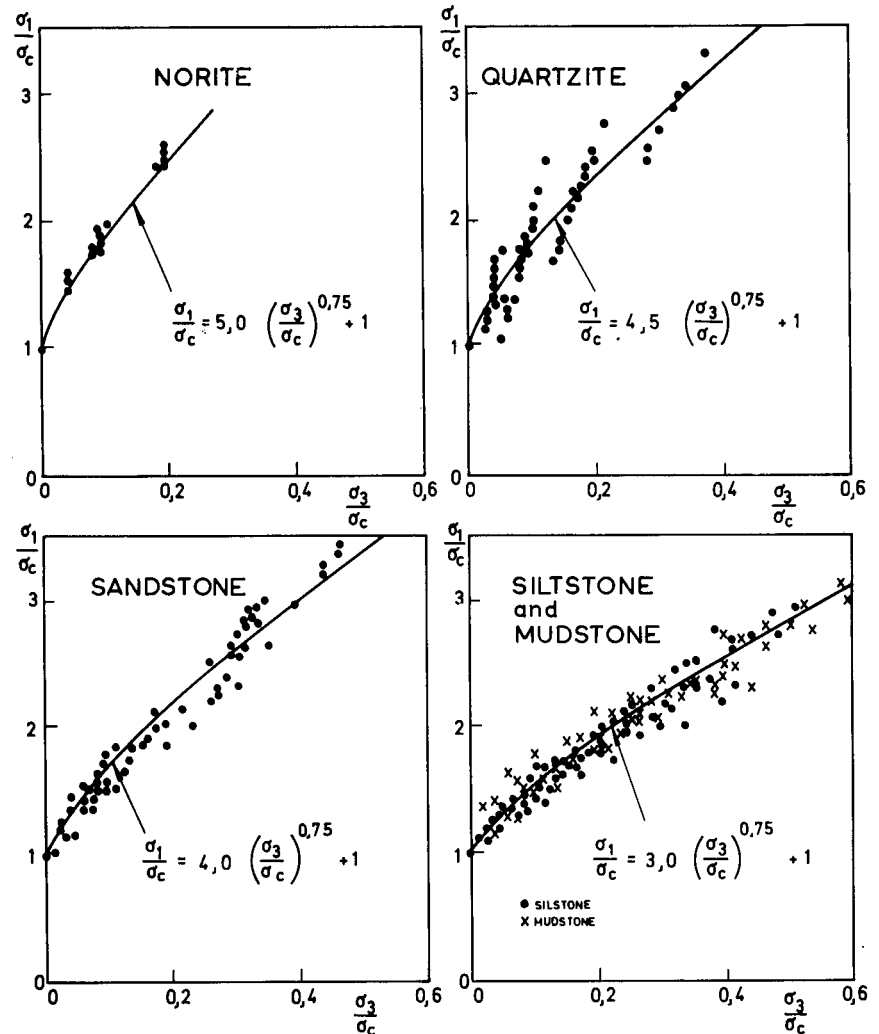 σ₁
σc
NORITE
3
2
1
0
σ₁/σc = 5,0 (σ₃/σc)^0,75 + 1
0 0,2 0,4 0,6
σ₃
σc
σ₁
σc
QUARTZITE
3
2
1
0
σ₁/σc = 4,5 (σ₃/σc)^0,75 + 1
0 0,2 0,4 0,6
σ₃
σc
σ₁
σc
SANDSTONE
3
2
1
0
σ₁/σc = 4,0 (σ₃/σc)^0,75 + 1
0 0,2 0,4 0,6
σ₃
σc
σ₁
σc
SILTSTONE
and
MUDSTONE
3
2
1
0
σ₁/σc = 3,0 (σ₃/σc)^0,75 + 1
● SILSTONE
x MUDSTONE
0 0,2 0,4 0,6
σ₃
σc